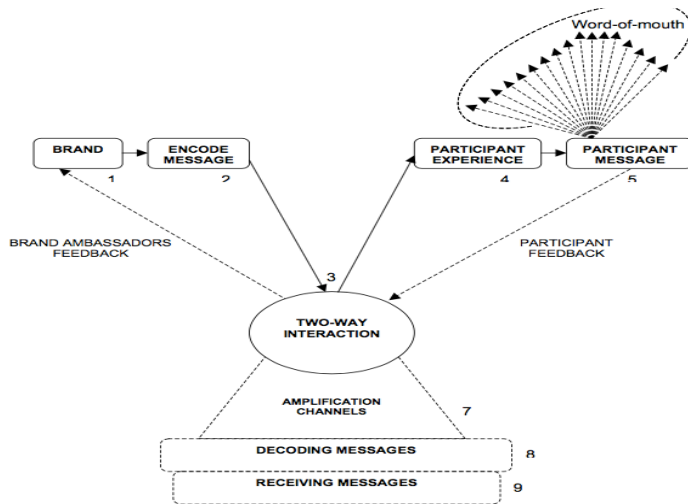 Word-of-mouth
BRAND
1
ENCODE
MESSAGE
2
PARTICIPANT
EXPERIENCE
4
PARTICIPANT
MESSAGE
5
BRAND AMBASSADORS
FEEDBACK
PARTICIPANT
FEEDBACK
3
TWO-WAY
INTERACTION
AMPLIFICATION
CHANNELS
7
DECODING MESSAGES
8
RECEIVING MESSAGES
9